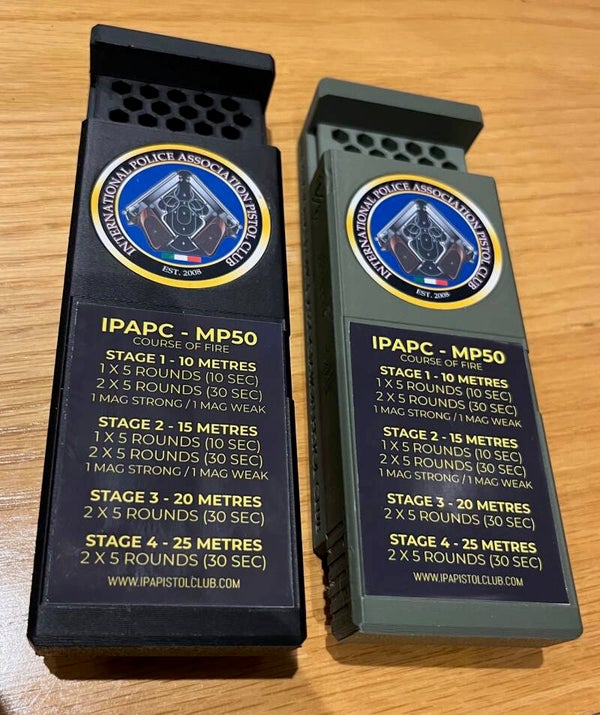 INTERNATIONAL POLICE ASSOCIATION PISTOL CLUB
EST. 2008
IPAPC - MP50
COURSE OF FIRE
STAGE 1 - 10 METRES
1 X 5 ROUNDS (10 SEC)
2 X 5 ROUNDS (30 SEC)
1 MAG STRONG / 1 MAG WEAK
STAGE 2 - 15 METRES
1 X 5 ROUNDS (10 SEC)
2 X 5 ROUNDS (30 SEC)
1 MAG STRONG / 1 MAG WEAK
STAGE 3 - 20 METRES
2 X 5 ROUNDS (30 SEC)
STAGE 4 - 25 METRES
2 X 5 ROUNDS (30 SEC)
WWW.IPAPISTOLCLUB.COM
INTERNATIONAL POLICE ASSOCIATION PISTOL CLUB
EST. 2008
IPAPC - MP50
COURSE OF FIRE
STAGE 1 - 10 METRES
1 X 5 ROUNDS (10 SEC)
2 X 5 ROUNDS (30 SEC)
1 MAG STRONG / 1 MAG WEAK
STAGE 2 - 15 METRES
1 X 5 ROUNDS (10 SEC)
2 X 5 ROUNDS (30 SEC)
1 MAG STRONG / 1 MAG WEAK
STAGE 3 - 20 METRES
2 X 5 ROUNDS (30 SEC)
STAGE 4 - 25 METRES
2 X 5 ROUNDS (30 SEC)
WWW.IPAPISTOLCLUB.COM